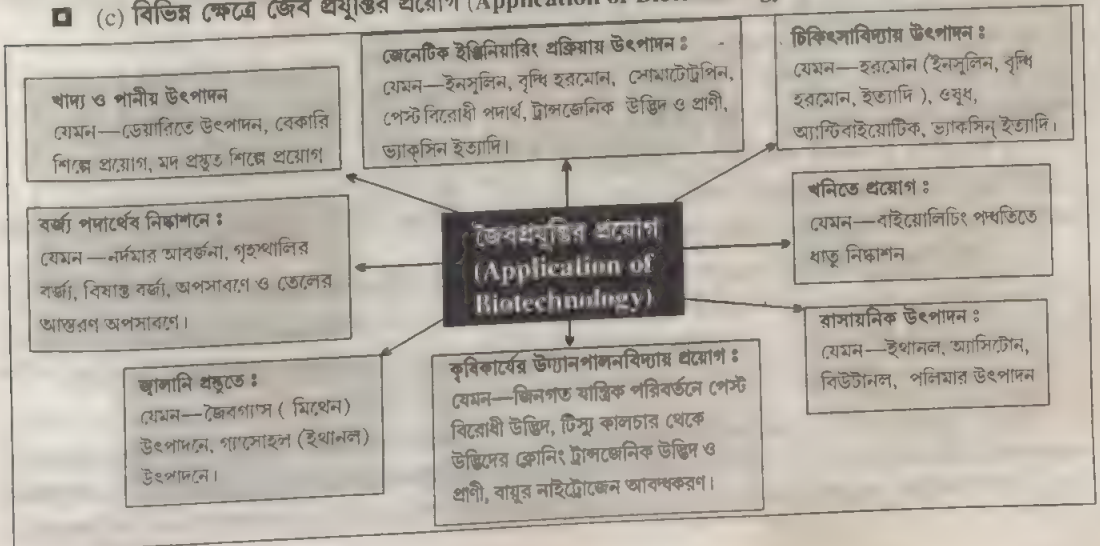 (c) বিভিন্ন ক্ষেত্রে জৈব প্রযুক্তির প্রয়োগ (Application of
জেনেটিক ইঞ্জিনিয়ারিং প্রক্রিয়ায় উৎপাদন :
যেমন—ইনসুলিন, বৃদ্ধি হরমোন, সোমাটোট্রপিন,
পেস্ট বিরোধী পদার্থ, ট্রান্সজেনিক উদ্ভিদ ও প্রাণী,
ভ্যাক্সিন ইত্যাদি।
চিকিৎসাবিদ্যায় উৎপাদন :
যেমন—হরমোন (ইনসুলিন, বৃদ্ধি
হরমোন, ইত্যাদি ), ওষুধ,
অ্যান্টিবাইয়োটিক, ভ্যাকসিন্ ইত্যাদি।
খাদ্য ও পানীয় উৎপাদন
যেমন—ডেয়ারিতে উৎপাদন, বেকারি
শিল্পে প্রয়োগ, মদ প্রস্তুত শিল্পে প্রয়োগ
বর্জ্য পদার্থের নিষ্কাশনে :
যেমন—নর্দমার আবর্জনা, গৃহস্থালির
বর্জ্য, বিষাক্ত বর্জ্য, অপসারণে ও তেলের
আস্তরণ অপসারণে।
জৈবপ্রযুক্তির প্রয়োগ
(Application of
Biotechnology)
খনিতে প্রয়োগ :
যেমন—বাইয়োলিচিং পদ্ধতিতে
ধাতু নিষ্কাশন
রাসায়নিক উৎপাদন :
যেমন—ইথানল, অ্যাসিটোন,
বিউটানল, পলিমার উৎপাদন
জ্বালানি প্রস্তুতে :
যেমন—জৈবগ্যাস ( মিথেন)
উৎপাদনে, গ্যাসোহল (ইথানল)
উৎপাদনে।
কৃষিকার্যের উদ্যানপালনবিদ্যায় প্রয়োগ :
যেমন—জিনগত যান্ত্রিক পরিবর্তনে পেস্ট
বিরোধী উদ্ভিদ, টিস্যু কালচার থেকে
উদ্ভিদের ক্লোনিং ট্রান্সজেনিক উদ্ভিদ ও
প্রাণী, বায়ুর নাইট্রোজেন আবদ্ধকরণ।